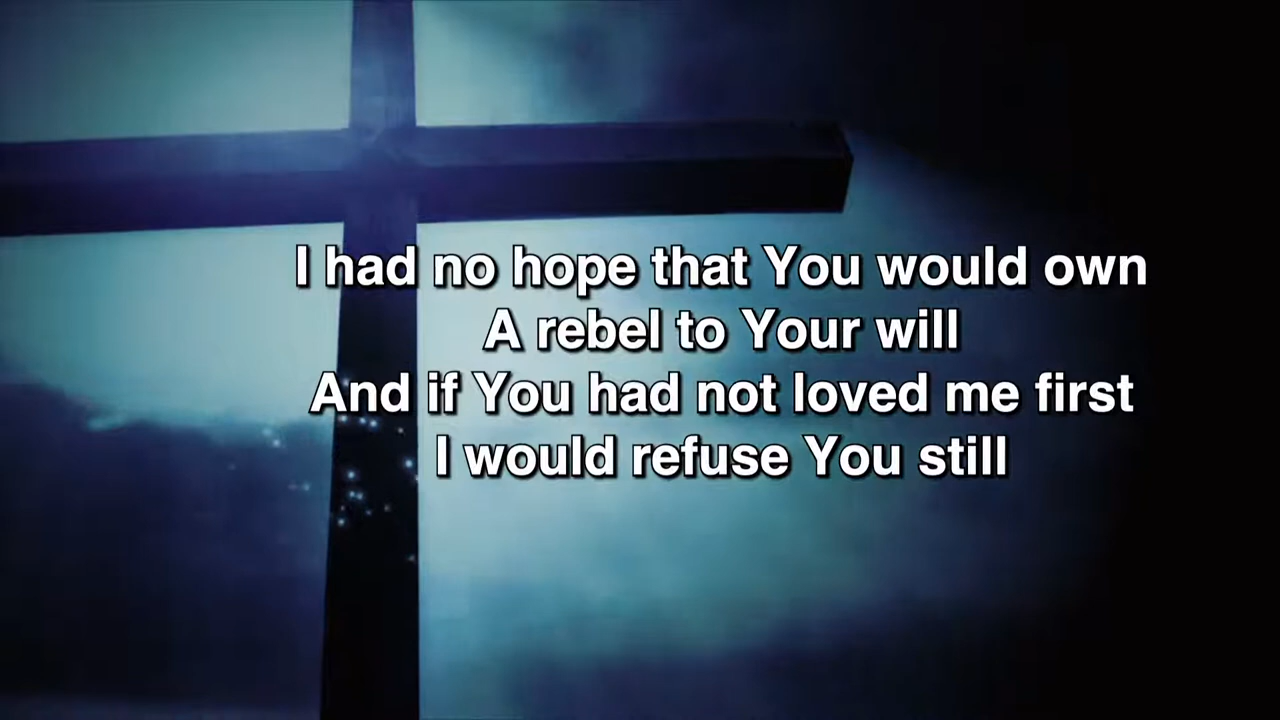 I had no hope that You would own
A rebel to Your will
And if You had not loved me first
I would refuse You still